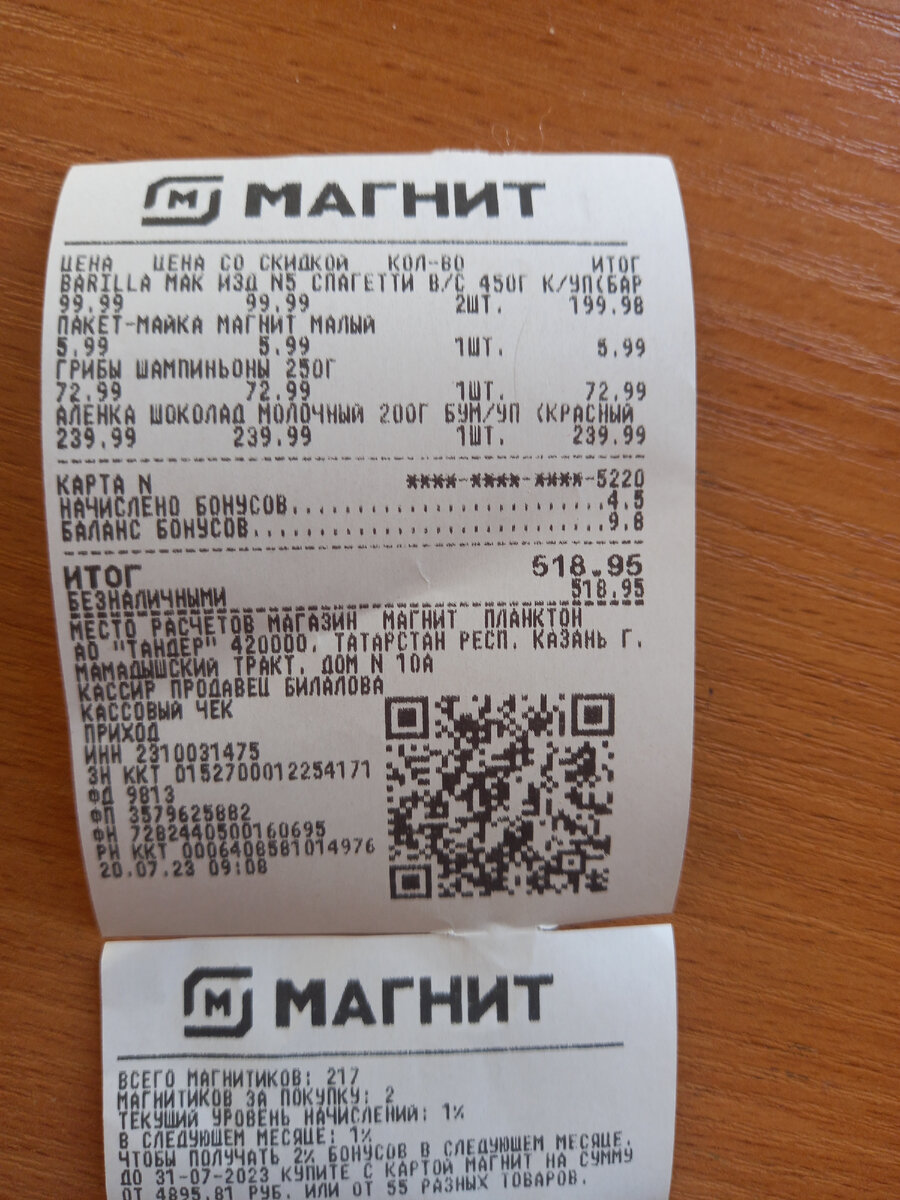 М МАГНИТ
ЦЕНА ЦЕНА СО СКИДКОЙ КОЛ-ВО ИТОГ
BARILLA МАК ИЗД N5 СПАГЕТТИ В/С 450Г К/УП(БАР
99.99 99.99 2ШТ. 199.98
ПАКЕТ-МАЙКА МАГНИТ МАЛЫЙ
5.99 5.99 1ШТ. 5.99
ГРИБЫ ШАМПИНЬОНЫ 250Г
72.99 72.99 1ШТ. 72.99
АЛЕНКА ШОКОЛАД МОЛОЧНЫЙ 200Г БУМ/УП (КРАСНЫЙ
239.99 239.99 1ШТ. 239.99
КАРТА N ****-****-****-5220
НАЧИСЛЕНО БОНУСОВ..............................4.5
БАЛАНС БОНУСОВ.................................9.8
ИТОГ 518.95
БЕЗНАЛИЧНЫМИ 518.95
МЕСТО РАСЧЕТОВ МАГАЗИН МАГНИТ ПЛАНКТОН
АО "ТАНДЕР" 420000, ТАТАРСТАН РЕСП. КАЗАНЬ Г.
МАМАДЫШСКИЙ ТРАКТ, ДОМ N 10А
КАССИР ПРОДАВЕЦ БИЛАЛОВА
КАССОВЫЙ ЧЕК
ПРИХОД
ИНН 2310031475
ЗН ККТ 0152700012254171
ФД 9813
ФП 3579625882
ФН 7282440500160695
РН ККТ 0006408581014976
20.07.23 09:08
М МАГНИТ
ВСЕГО МАГНИТИКОВ: 217
МАГНИТИКОВ ЗА ПОКУПКУ: 2
ТЕКУЩИЙ УРОВЕНЬ НАЧИСЛЕНИЙ: 1%
В СЛЕДУЮЩЕМ МЕСЯЦЕ: 1%
ЧТОБЫ ПОЛУЧАТЬ 2% БОНУСОВ В СЛЕДУЮЩЕМ МЕСЯЦЕ,
ДО 31-07-2023 КУПИТЕ С КАРТОЙ МАГНИТ НА СУММУ
ОТ 4895.81 РУБ. ИЛИ ОТ 55 РАЗНЫХ ТОВАРОВ.